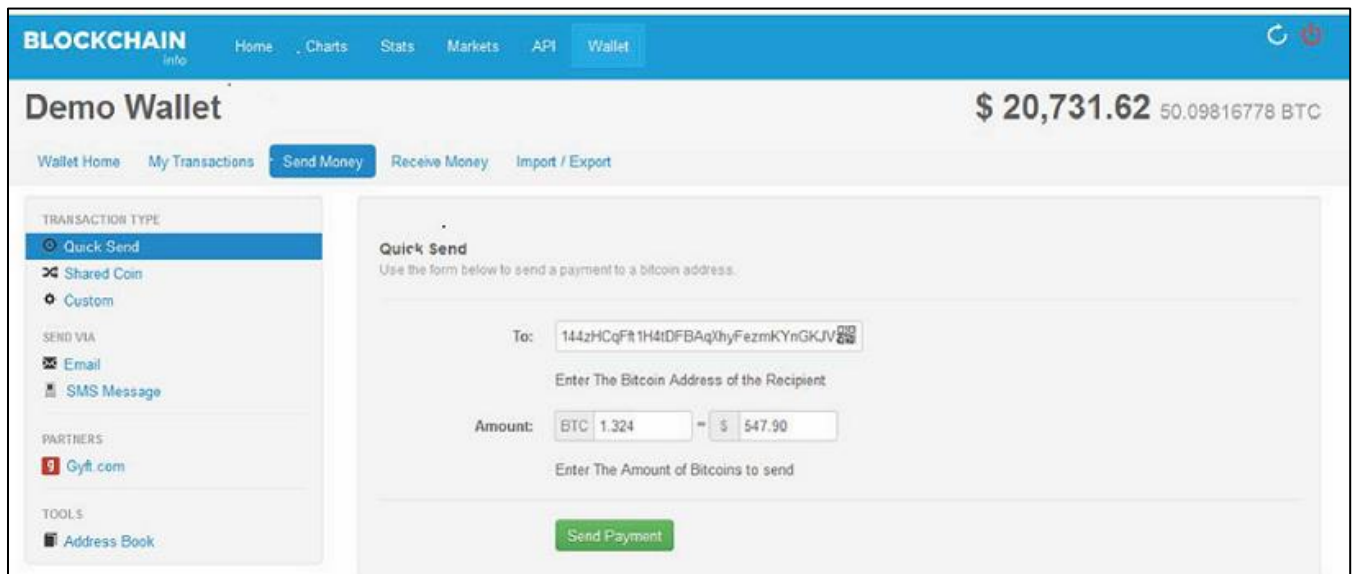 BLOCKCHAIN
info
Home Charts Stats Markets API Wallet
Demo Wallet
$ 20,731.62 50.09816778 BTC
Wallet Home My Transactions Send Money Receive Money Import / Export
TRANSACTION TYPE
Quick Send
Shared Coin
Custom
SEND VIA
Email
SMS Message
PARTNERS
Gyft.com
TOOLS
Address Book
Quick Send
Use the form below to send a payment to a bitcoin address.
To:
Enter The Bitcoin Address of the Recipient
Amount: BTC 1.324 = $ 547.90
Enter The Amount of Bitcoins to send
Send Payment